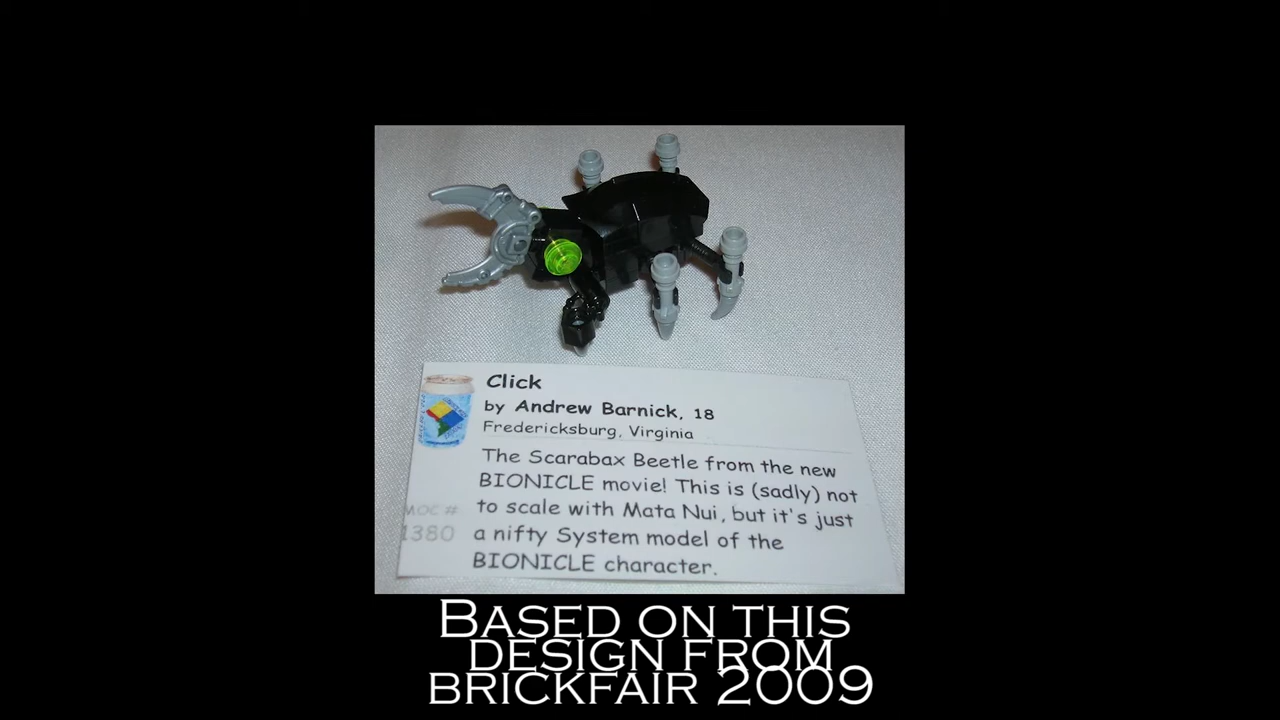 Click
by Andrew Barnick, 18
Fredericksburg, Virginia
The Scarabax Beetle from the new
BIONICLE movie! This is (sadly) not
to scale with Mata Nui, but it's just
a nifty System model of the
BIONICLE character.
MOC #
1380
BASED ON THIS
DESIGN FROM
BRICKFAIR 2009